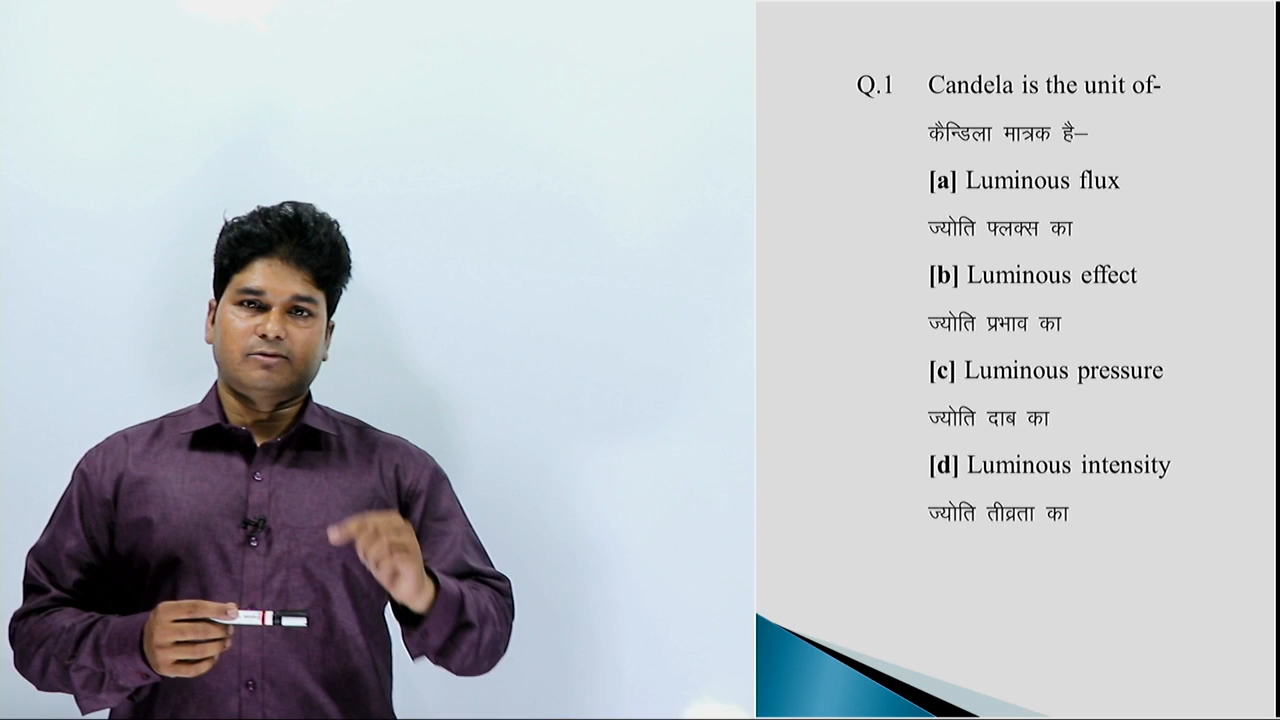 Q.1 Candela is the unit of-
कैन्डिला मात्रक है–
[a] Luminous flux
ज्योति फ्लक्स का
[b] Luminous effect
ज्योति प्रभाव का
[c] Luminous pressure
ज्योति दाब का
[d] Luminous intensity
ज्योति तीव्रता का